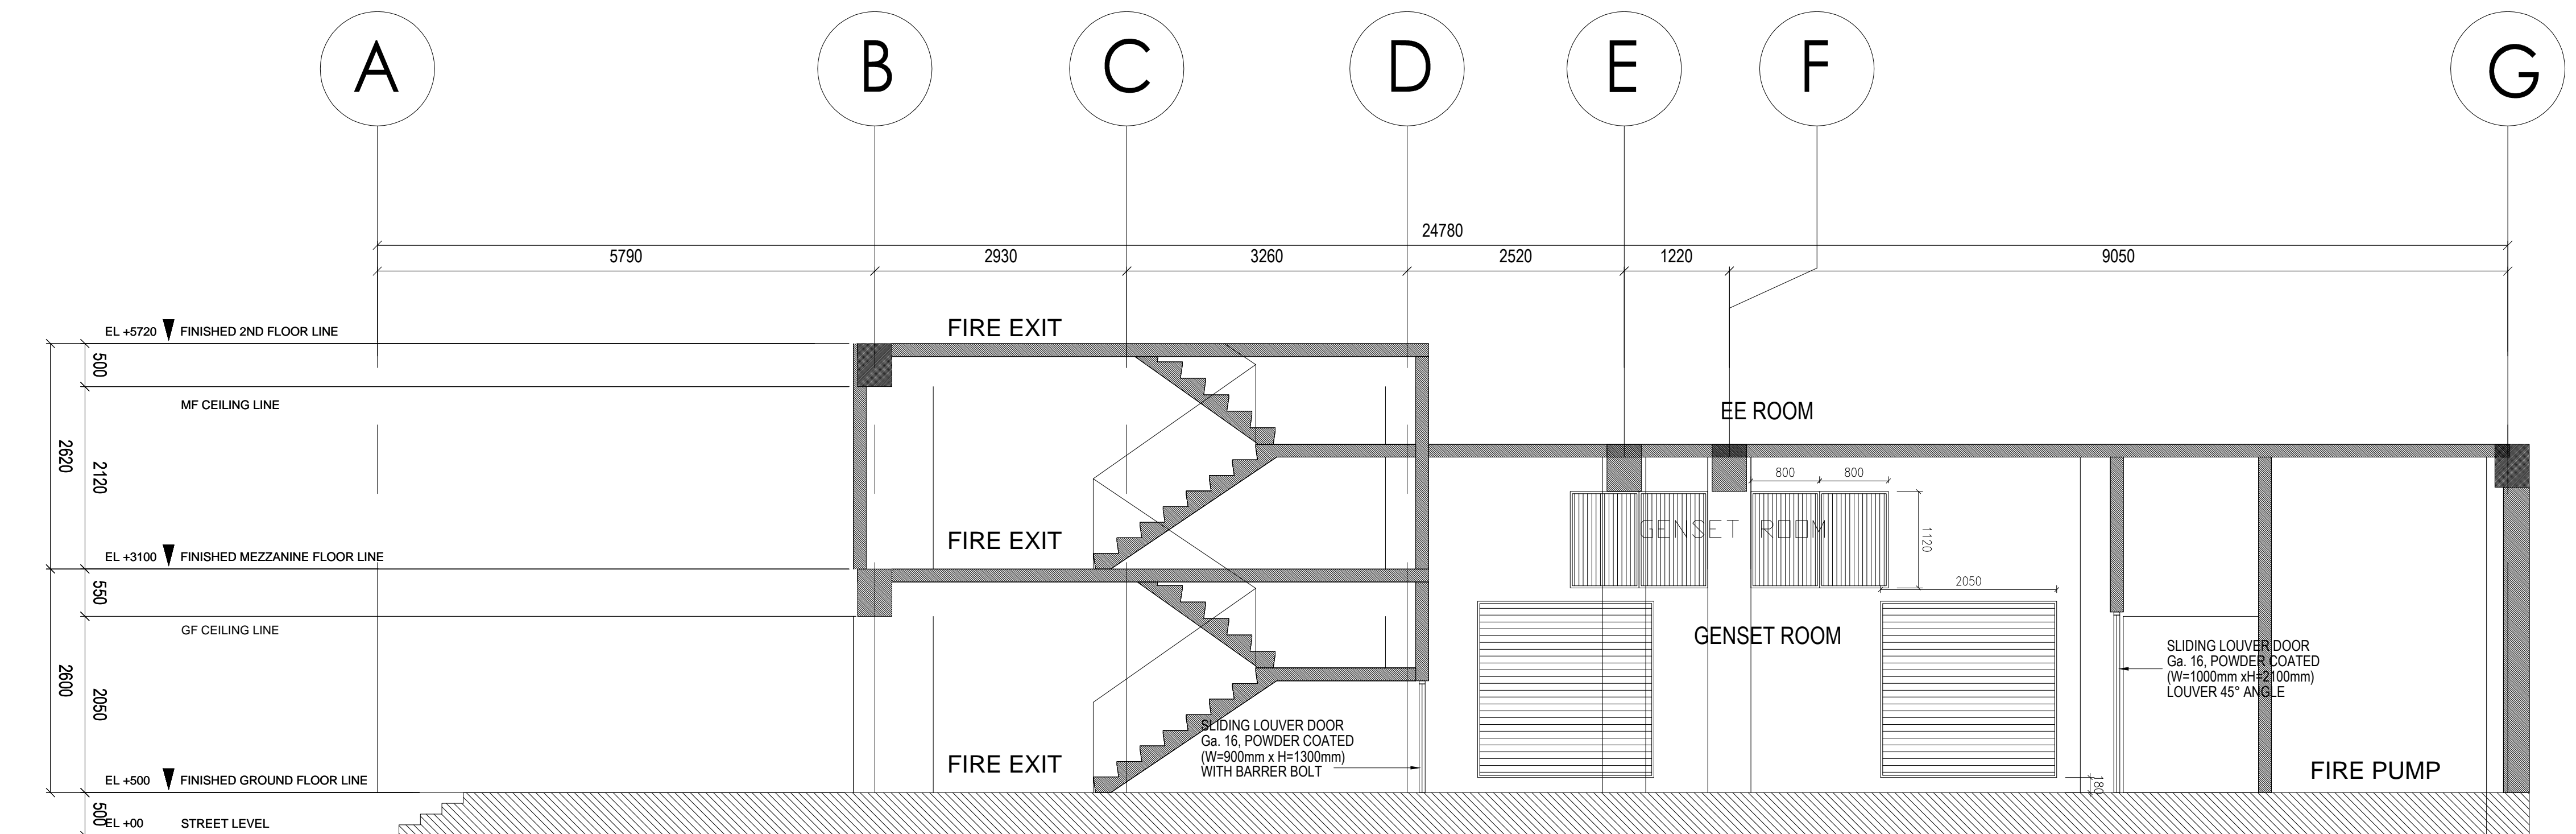 A
B
C
D
E
F
G
24780
5790
2930
3260
2520
1220
9050
EL +5720
FINISHED 2ND FLOOR LINE
FIRE EXIT
500
MF CEILING LINE
EE ROOM
2620
2120
800
800
GENSET ROOM
1120
FIRE EXIT
EL +3100
FINISHED MEZZANINE FLOOR LINE
550
2050
GF CEILING LINE
GENSET ROOM
SLIDING LOUVER DOOR
Ga. 16, POWDER COATED
(W=1000mm xH=2100mm)
LOUVER 45° ANGLE
2600
2050
SLIDING LOUVER DOOR
Ga. 16, POWDER COATED
(W=900mm x H=1300mm)
WITH BARRER BOLT
FIRE EXIT
FIRE PUMP
EL +500
FINISHED GROUND FLOOR LINE
180
500
EL +00
STREET LEVEL